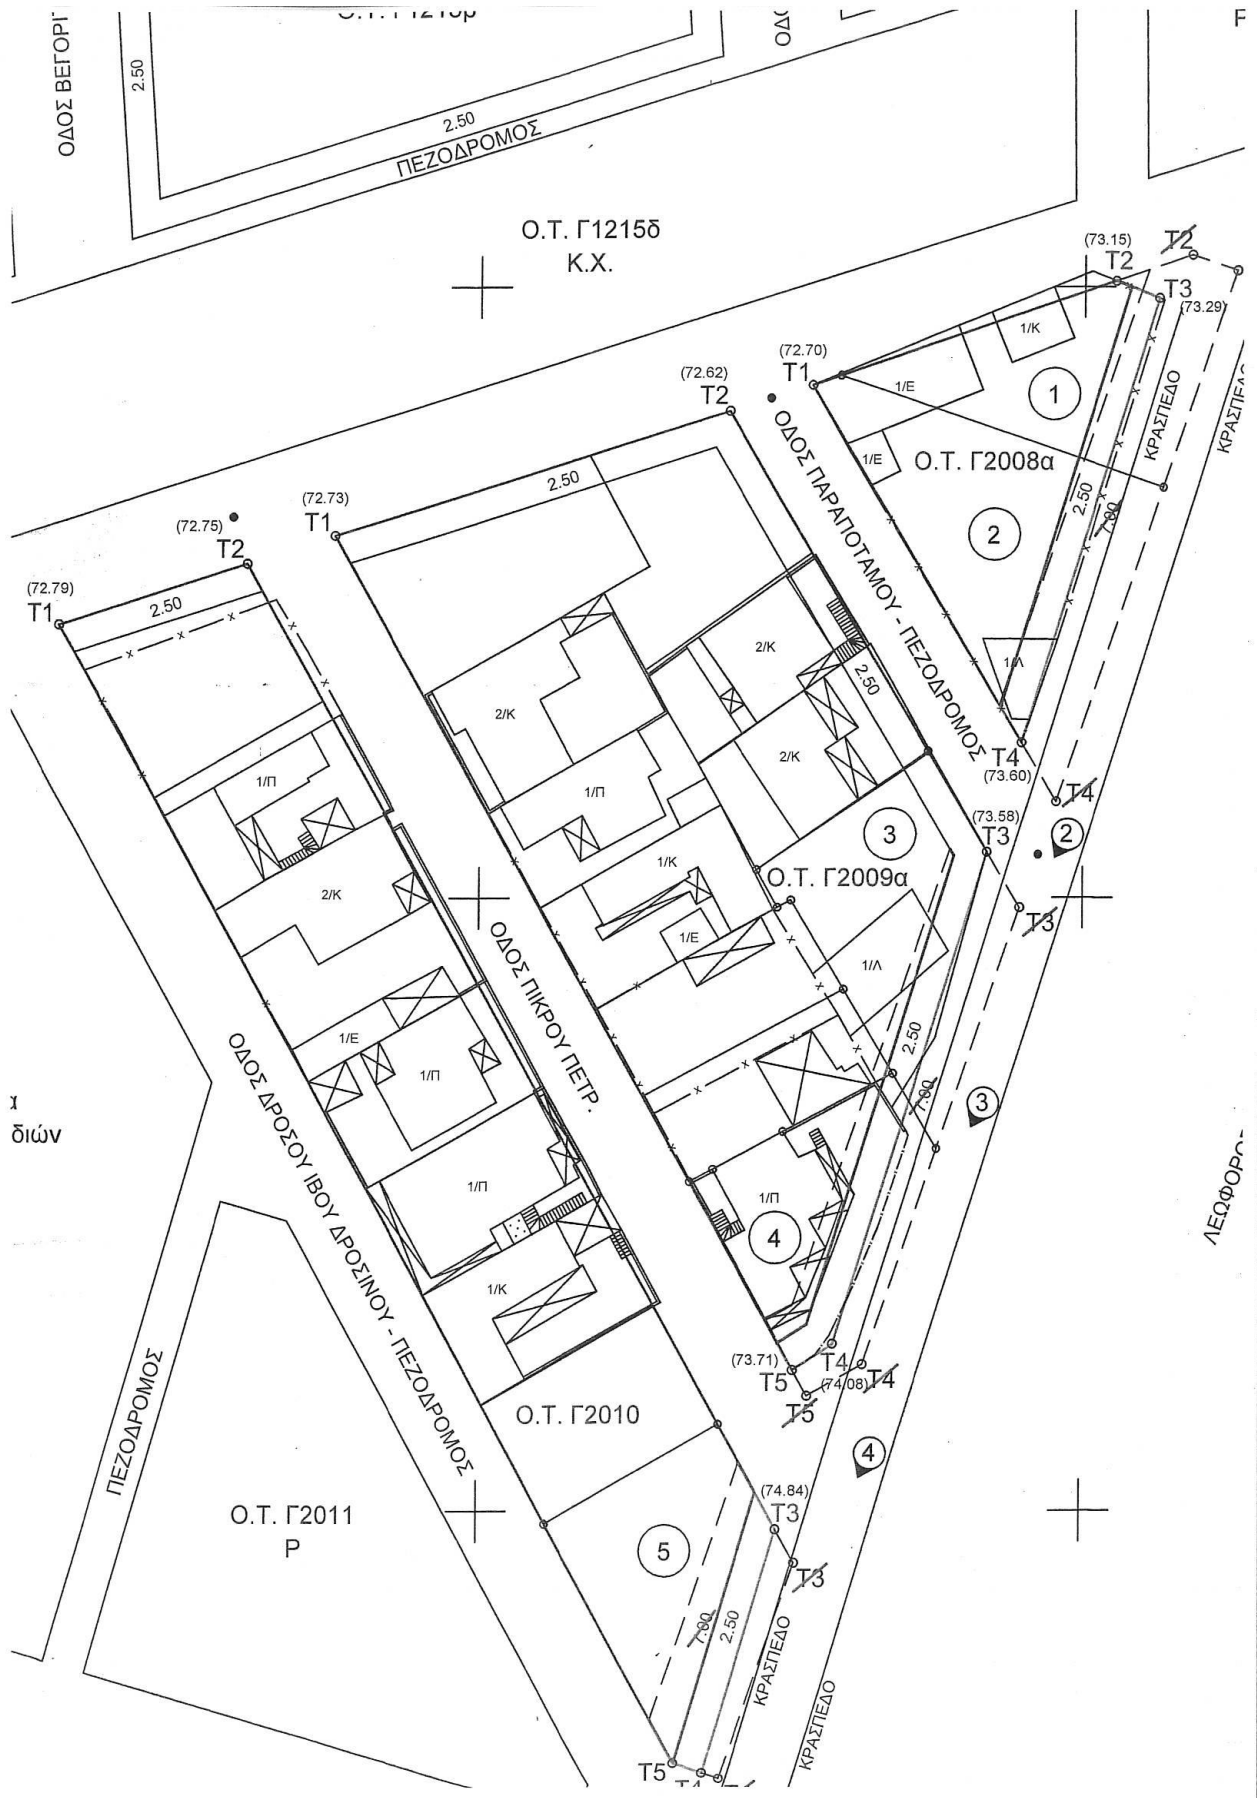 2.50
2.50
ΠΕΖΟΔΡΟΜΟΣ
Ο.Τ. Γ1215δ
Κ.Χ.
(73.15)
T2
T2
T3
(73.29)
(72.70)
T1
1/Κ
1/Ε
1
(72.62)
T2
ΚΡΑΣΠΕΔΟ
ΚΡΑΣΠΕΔΟ
1/Ε
Ο.Τ. Γ2008α
ΟΔΟΣ ΠΑΡΑΠΟΤΑΜΟΥ - ΠΕΖΟΔΡΟΜΟΣ
2.50
7.00
2
(72.73)
T1
2.50
(72.75)
T2
(72.79)
T1
2.50
2/Κ
1/Λ
2.50
2/Κ
2/Κ
T4
(73.60)
T4
1/Π
1/Π
3
(73.58)
T3
2
1/Κ
Ο.Τ. Γ2009α
2/Κ
T3
1/Ε
1/Λ
ΟΔΟΣ ΠΙΚΡΟΥ ΠΕΤΡ.
2.50
1/Ε
1/Π
7.00
3
διών
ΟΔΟΣ ΔΡΟΣΟΥ ΙΒΟΥ ΔΡΟΣΙΝΟΥ - ΠΕΖΟΔΡΟΜΟΣ
1/Π
1/Π
4
1/Κ
(73.71)
T5
T4
(74.08)
T4
T5
ΠΕΖΟΔΡΟΜΟΣ
Ο.Τ. Γ2010
4
Ο.Τ. Γ2011
Ρ
(74.84)
T3
5
T3
7.00
2.50
ΚΡΑΣΠΕΔΟ
ΚΡΑΣΠΕΔΟ
T5
T4